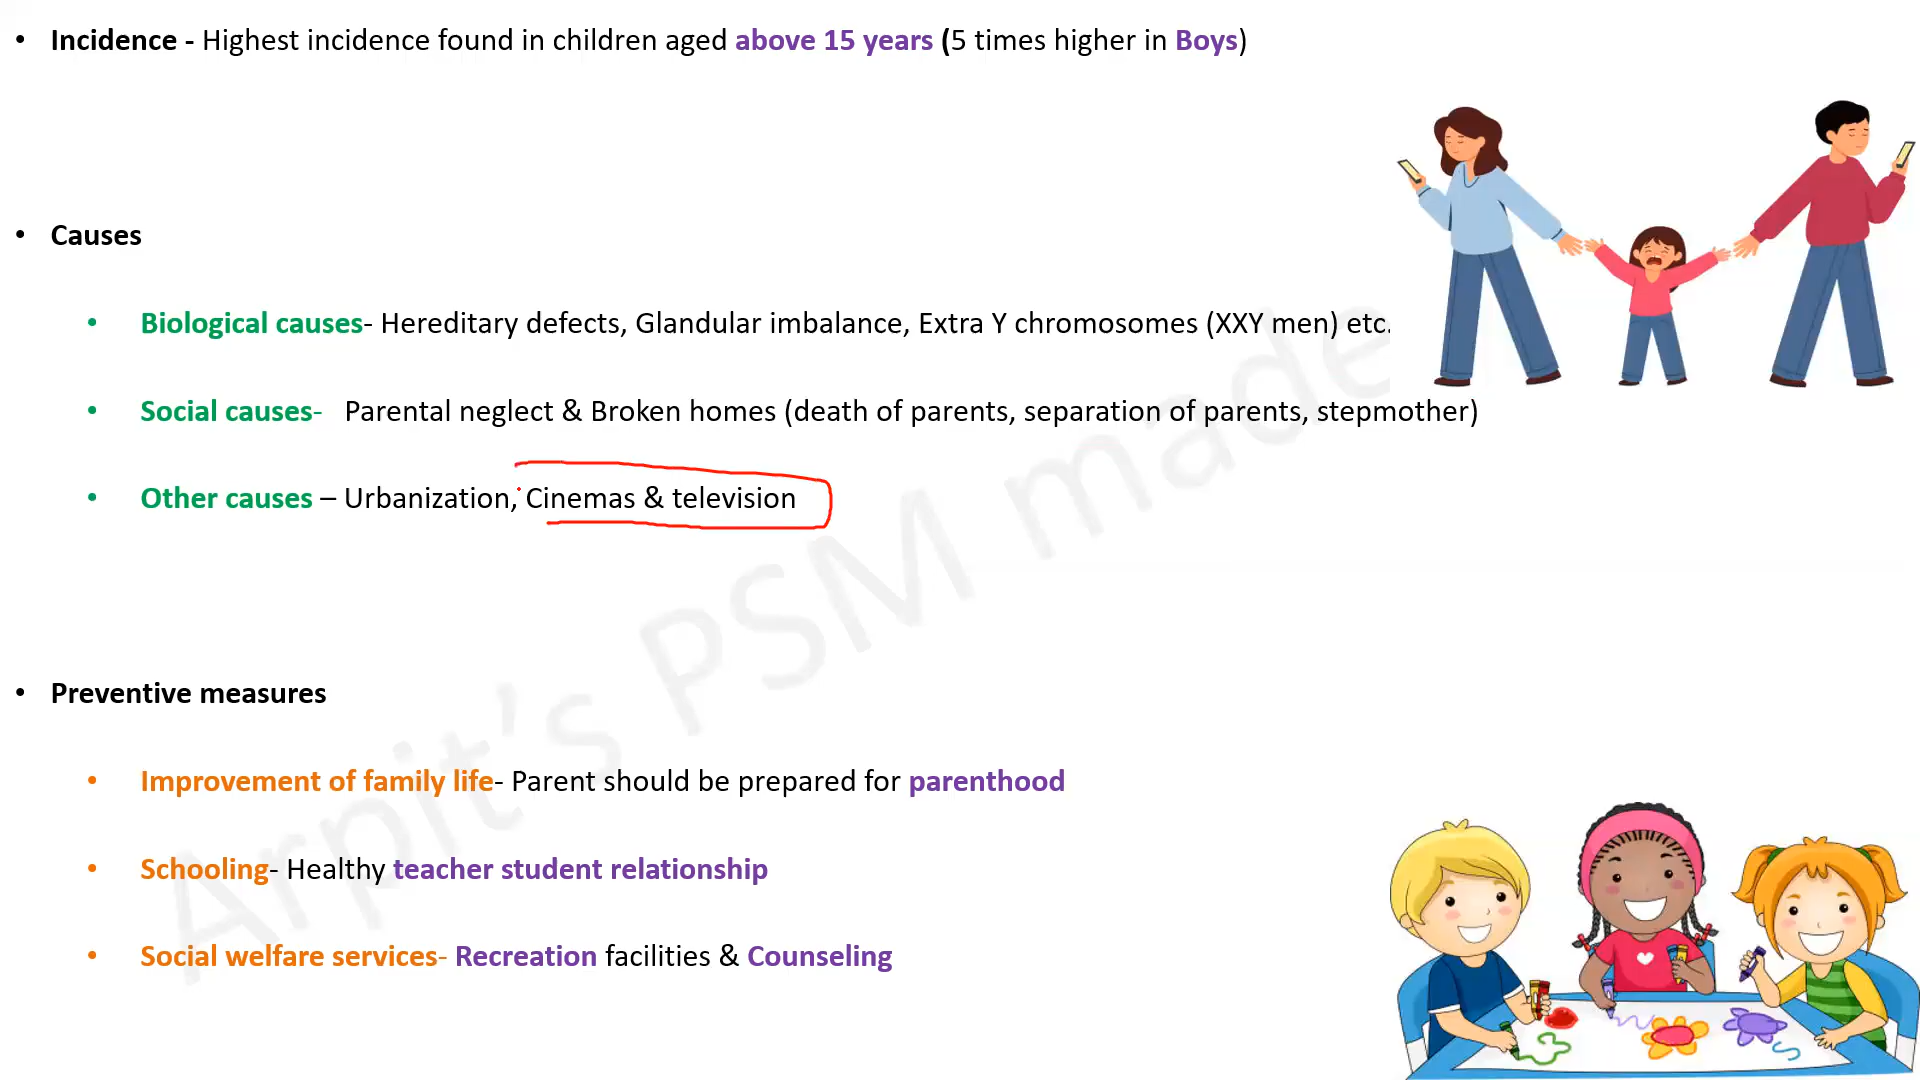 • Incidence - Highest incidence found in children aged above 15 years (5 times higher in Boys)
• Causes
• Biological causes- Hereditary defects, Glandular imbalance, Extra Y chromosomes (XXY men) etc.
• Social causes- Parental neglect & Broken homes (death of parents, separation of parents, stepmother)
• Other causes – Urbanization, Cinemas & television
• Preventive measures
• Improvement of family life- Parent should be prepared for parenthood
• Schooling- Healthy teacher student relationship
• Social welfare services- Recreation facilities & Counseling
Arpit's PSM made